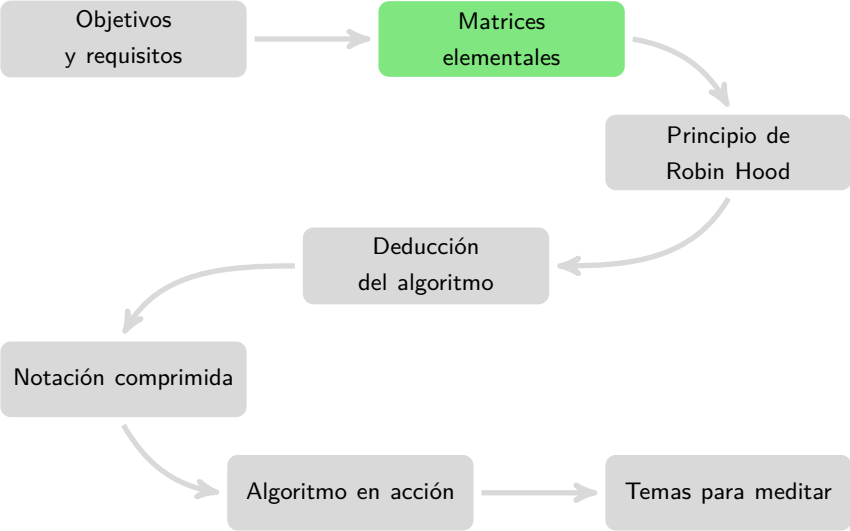 Objetivos
y requisitos
Matrices
elementales
Principio de
Robin Hood
Deducción
del algoritmo
Notación comprimida
Algoritmo en acción
Temas para meditar